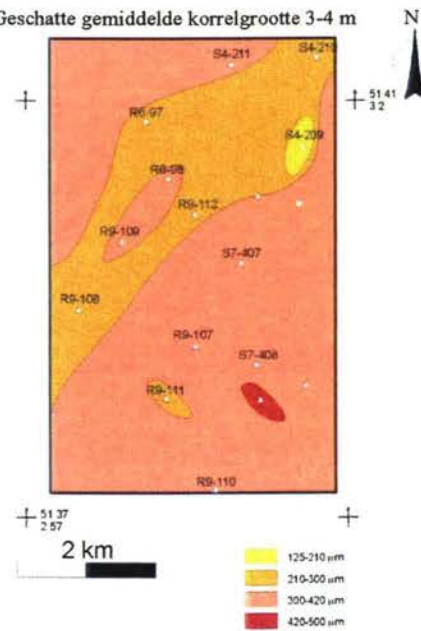 Geschatte gemiddelde korrelgrootte 3-4 m
N
S4-211
S4-210
51 41
3 2
R6-97
S4-209
R9-112
R9-109
S7-407
R9-108
R9-107
S7-408
R9-111
R9-110
51 37
2 57
2 km
125-210 µm
210-300 µm
300-420 µm
420-500 µm